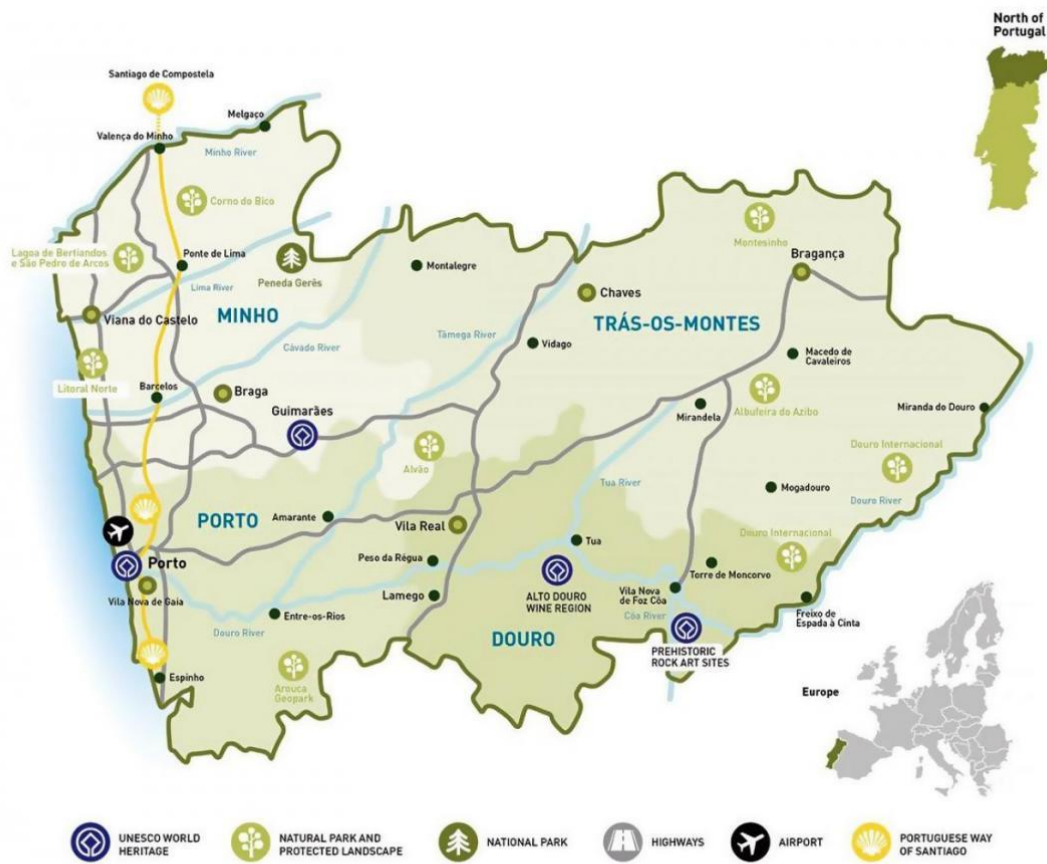 North of
Portugal
Santiago de Compostela
Melgaço
Valença do Minho
Minho River
Corno do Bico
Montesinho
Lagoa de Bertiandos
e São Pedro de Arcos
Ponte de Lima
Bragança
Montalegre
Peneda Gerês
Lima River
Chaves
MINHO
TRÁS-OS-MONTES
Viana do Castelo
Tâmega River
Cávado River
Vidago
Macedo de
Cavaleiros
Litoral Norte
Barcelos
Braga
Mirandela
Albufeira do Azibo
Miranda do Douro
Guimarães
Douro Internacional
Alvão
Tua River
Mogadouro
Douro River
PORTO
Amarante
Vila Real
Douro Internacional
Tua
Porto
Peso da Régua
Torre de Moncorvo
ALTO DOURO
WINE REGION
Vila Nova
de Foz Côa
Vila Nova de Gaia
Lamego
Freixo de
Espada à Cinta
Entre-os-Rios
Côa River
Douro River
DOURO
PREHISTORIC
ROCK ART SITES
Espinho
Arouca
Geopark
Europe
UNESCO WORLD
HERITAGE
NATURAL PARK AND
PROTECTED LANDSCAPE
NATIONAL PARK
HIGHWAYS
AIRPORT
PORTUGUESE WAY
OF SANTIAGO